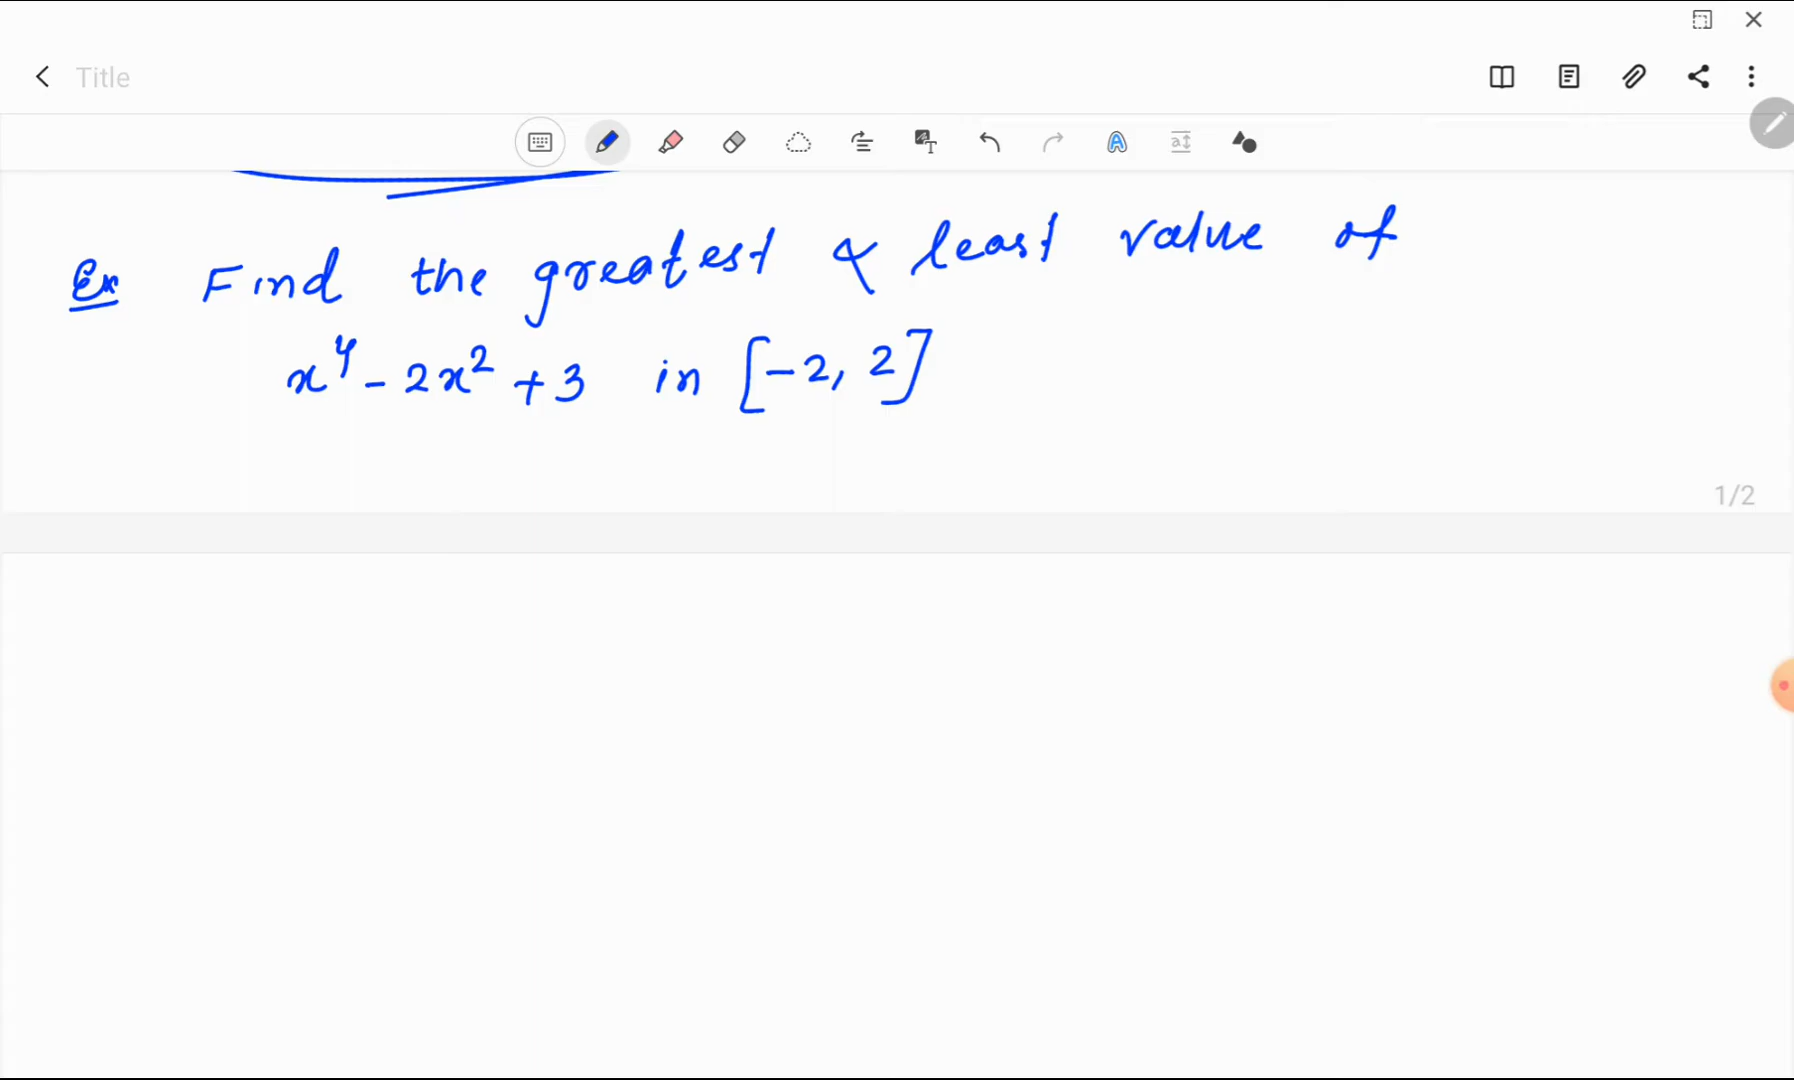 Title
Ex Find the greatest & least value of
x⁴ - 2x² + 3 in [-2, 2]
1/2